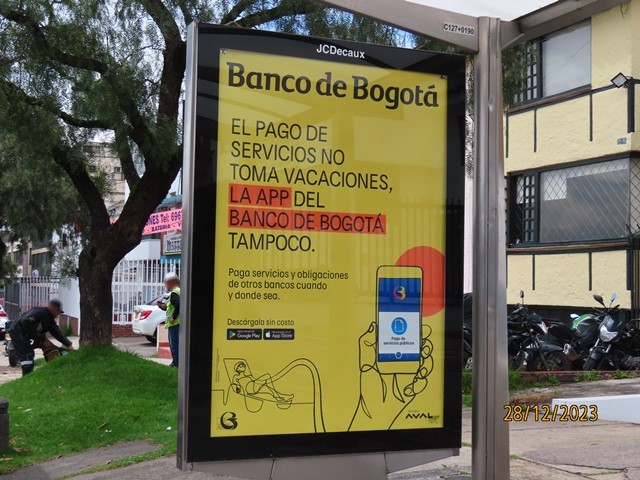 C127+0190
JCDecaux
Banco de Bogotá
EL PAGO DE
SERVICIOS NO
TOMA VACACIONES,
LA APP DEL
BANCO DE BOGOTÁ
TAMPOCO.
Paga servicios y obligaciones
de otros bancos cuando
y donde sea.
Descárgala sin costo
Google Play
App Store
Pago de
servicios públicos
AVAL
28/12/2023